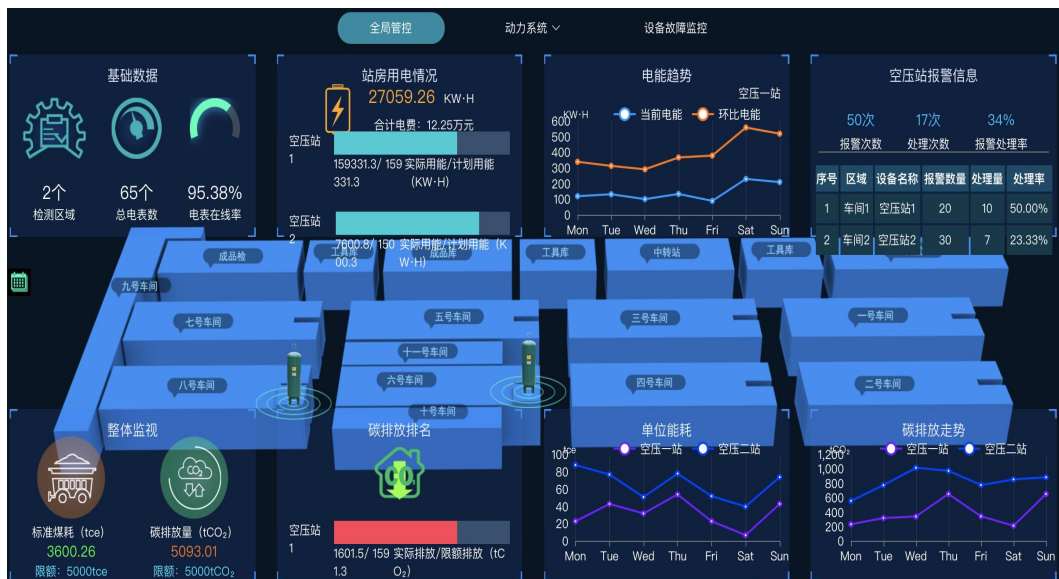 全局管控
动力系统
设备故障监控
基础数据
2个
检测区域
65个
总电表数
95.38%
电表在线率
站房用电情况
27059.26 KW·H
合计电费：12.25万元
空压站
1
159331.3/ 159 实际用能/计划用能
331.3 (KW·H)
空压站
2
7600.8/ 150 实际用能/计划用能（K
00.3 W·H)
电能趋势
空压一站
KW·H
当前电能
环比电能
600
500
400
300
200
100
0
Mon Tue Wed Thu Fri Sat Sun
空压站报警信息
50次
17次
34%
报警次数
处理次数
报警处理率
序号 区域 设备名称 报警数量 处理量 处理率
1 车间1 空压站1 20 10 50.00%
2 车间2 空压站2 30 7 23.33%
成品检
工具库
成品库
工具库
中转站
工具库
九号车间
七号车间
五号车间
三号车间
一号车间
十一号车间
八号车间
六号车间
四号车间
二号车间
十号车间
整体监视
标准煤耗（tce）
3600.26
限额：5000tce
CO₂
碳排放量（tCO₂）
5093.01
限额：5000tCO₂
碳排放排名
CO₂
空压站
1
1601.5/ 159 实际排放/限额排放（tC
1.3 O₂)
单位能耗
tce
空压一站
空压二站
100
80
60
40
20
0
Mon Tue Wed Thu Fri Sat Sun
碳排放走势
tCO₂
空压一站
空压二站
1,200
1,000
800
600
400
200
0
Mon Tue Wed Thu Fri Sat Sun